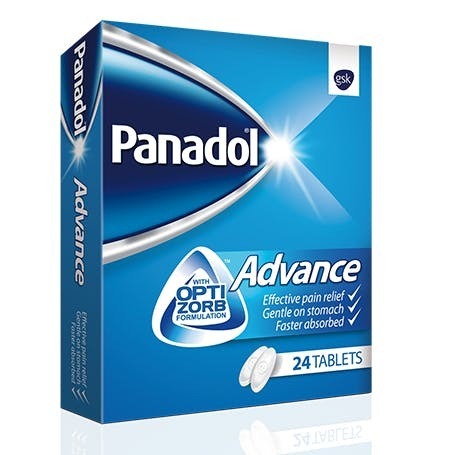 gsk
Panadol®
Advance
WITH
OPTI
ZORB
FORMULATION
™
Effective pain relief
Gentle on stomach
Faster absorbed
24 TABLETS
Panadol
Advance
Effective pain relief
Gentle on stomach
Faster absorbed